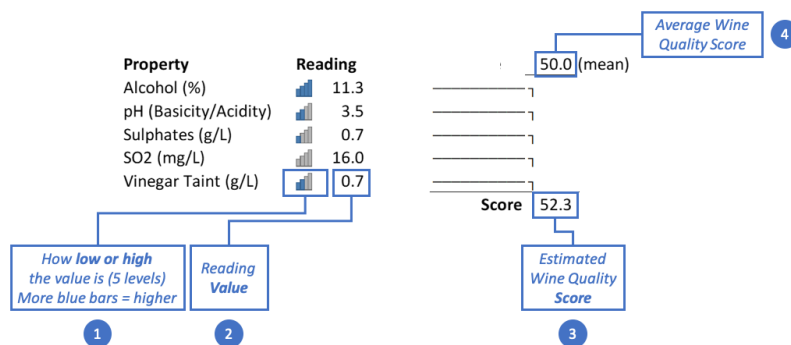 Average Wine
Quality Score
4
50.0 (mean)
Property Reading
Alcohol (%) 11.3
pH (Basicity/Acidity) 3.5
Sulphates (g/L) 0.7
SO2 (mg/L) 16.0
Vinegar Taint (g/L) 0.7
Score 52.3
How low or high
the value is (5 levels)
More blue bars = higher
1
Reading
Value
2
Estimated
Wine Quality
Score
3